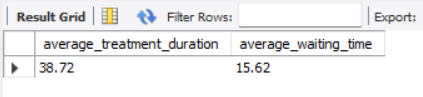 Result Grid Filter Rows: Export:
average_treatment_duration average_waiting_time
38.72 15.62